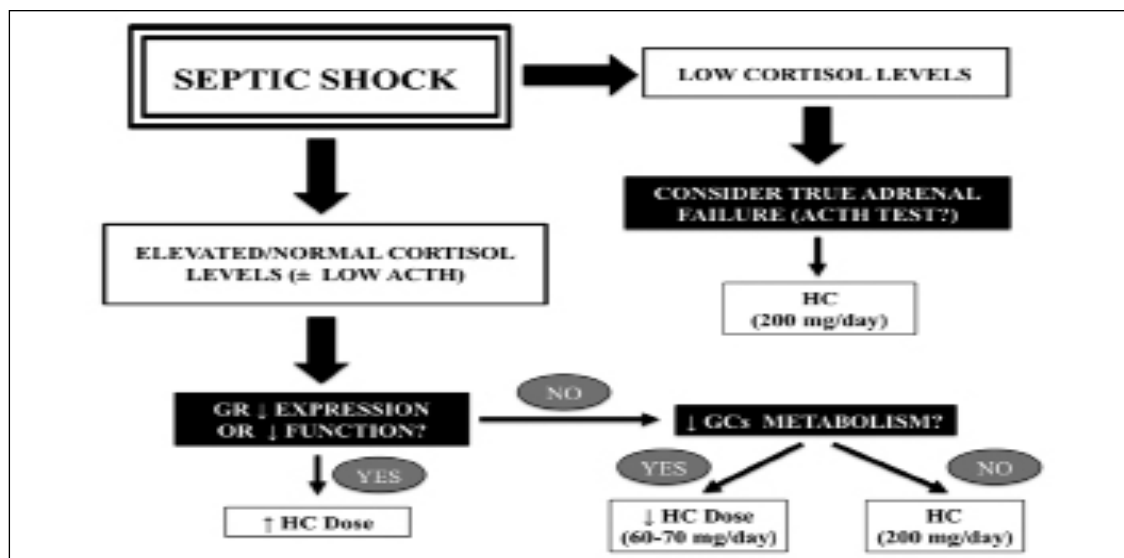 SEPTIC SHOCK
LOW CORTISOL LEVELS
CONSIDER TRUE ADRENAL
FAILURE (ACTH TEST?)
HC
(200 mg/day)
ELEVATED/NORMAL CORTISOL
LEVELS (± LOW ACTH)
GR ↓ EXPRESSION
OR ↓ FUNCTION?
YES
↑ HC Dose
NO
↓ GCs METABOLISM?
YES
↓ HC Dose
(60-70 mg/day)
NO
HC
(200 mg/day)